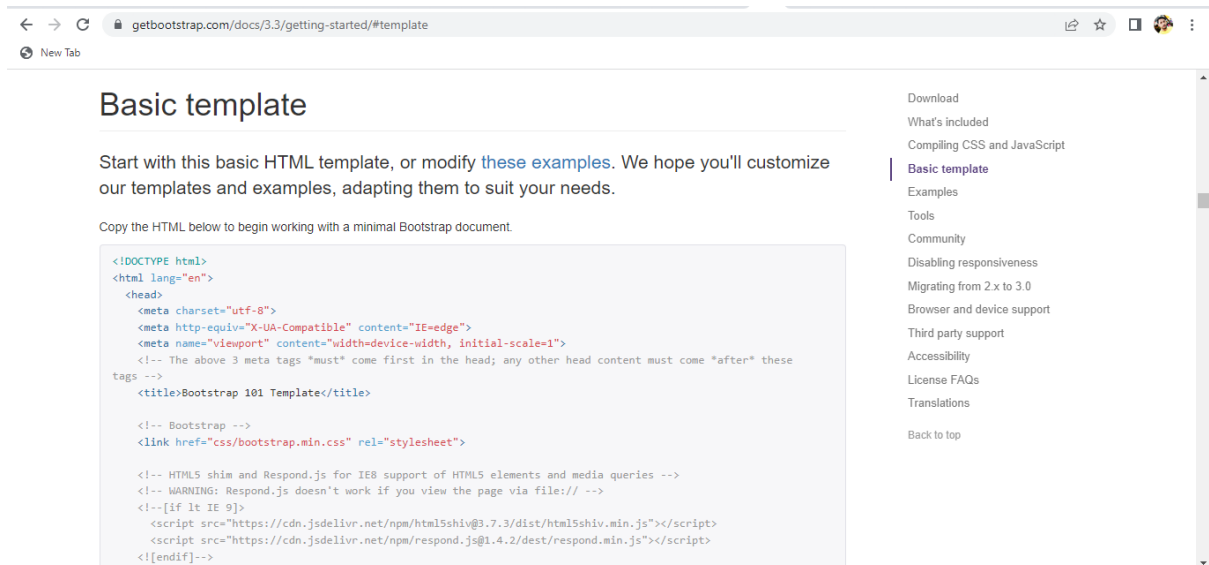 getbootstrap.com/docs/3.3/getting-started/#template
New Tab
Basic template
Start with this basic HTML template, or modify these examples. We hope you'll customize
our templates and examples, adapting them to suit your needs.
Copy the HTML below to begin working with a minimal Bootstrap document.
<!DOCTYPE html>
<html lang="en">
  <head>
    <meta charset="utf-8">
    <meta http-equiv="X-UA-Compatible" content="IE=edge">
    <meta name="viewport" content="width=device-width, initial-scale=1">
    <!-- The above 3 meta tags *must* come first in the head; any other head content must come *after* these
tags -->
    <title>Bootstrap 101 Template</title>
    <!-- Bootstrap -->
    <link href="css/bootstrap.min.css" rel="stylesheet">
    <!-- HTML5 shim and Respond.js for IE8 support of HTML5 elements and media queries -->
    <!-- WARNING: Respond.js doesn't work if you view the page via file:// -->
    <!--[if lt IE 9]>
      <script src="https://cdn.jsdelivr.net/npm/html5shiv@3.7.3/dist/html5shiv.min.js"></script>
      <script src="https://cdn.jsdelivr.net/npm/respond.js@1.4.2/dest/respond.min.js"></script>
    <![endif]-->
Download
What's included
Compiling CSS and JavaScript
Basic template
Examples
Tools
Community
Disabling responsiveness
Migrating from 2.x to 3.0
Browser and device support
Third party support
Accessibility
License FAQs
Translations
Back to top